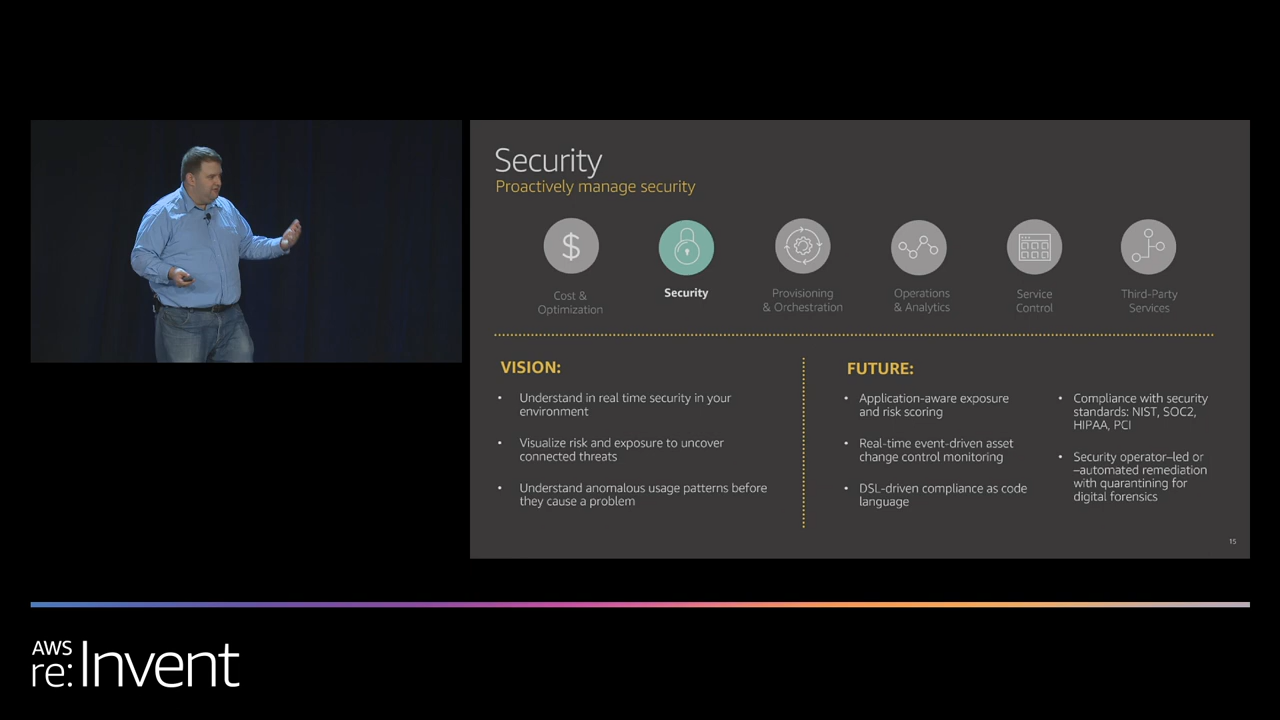 Security
Proactively manage security
$
Cost &
Optimization
Security
Provisioning
& Orchestration
Operations
& Analytics
Service
Control
Third-Party
Services
VISION:
• Understand in real time security in your
environment
• Visualize risk and exposure to uncover
connected threats
• Understand anomalous usage patterns before
they cause a problem
FUTURE:
• Application-aware exposure
and risk scoring
• Real-time event-driven asset
change control monitoring
• DSL-driven compliance as code
language
• Compliance with security
standards: NIST, SOC2,
HIPAA, PCI
• Security operator–led or
–automated remediation
with quarantining for
digital forensics
15
AWS
re:Invent